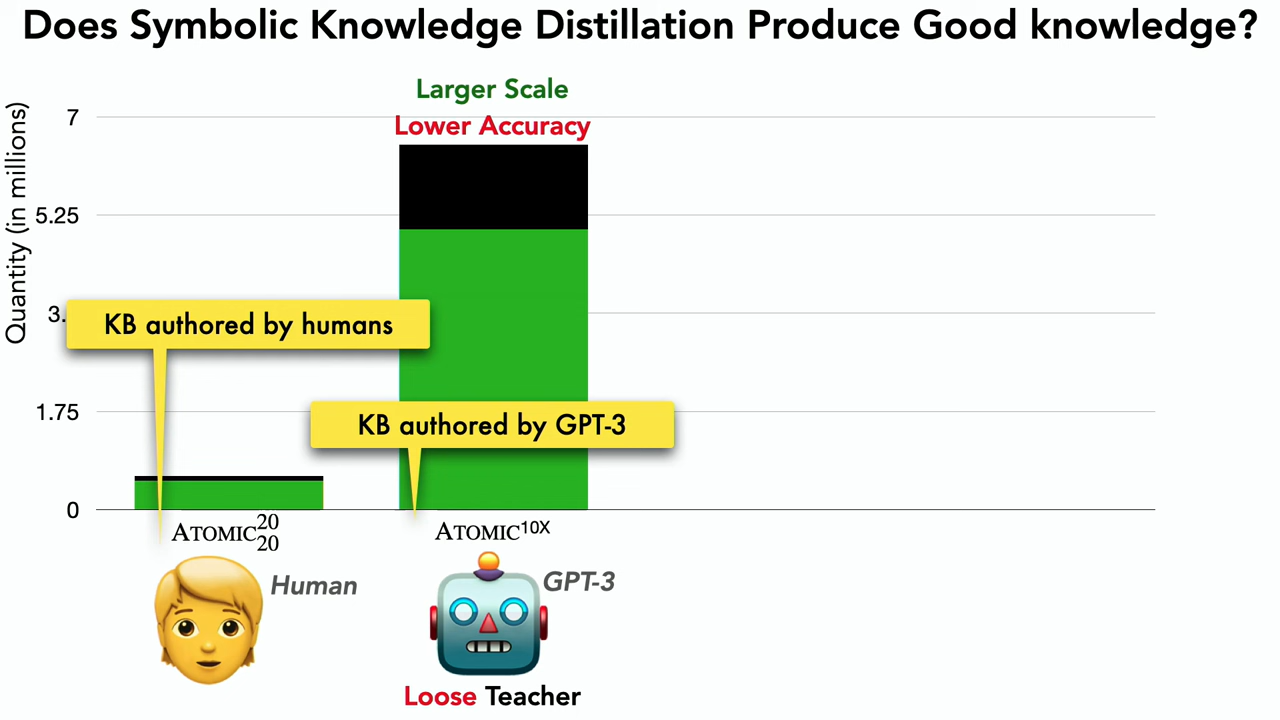 Does Symbolic Knowledge Distillation Produce Good knowledge?
Larger Scale
Lower Accuracy
Quantity (in millions)
7
5.25
3.
1.75
0
KB authored by humans
KB authored by GPT-3
ATOMIC 20 20
ATOMIC 10X
Human
GPT-3
Loose Teacher